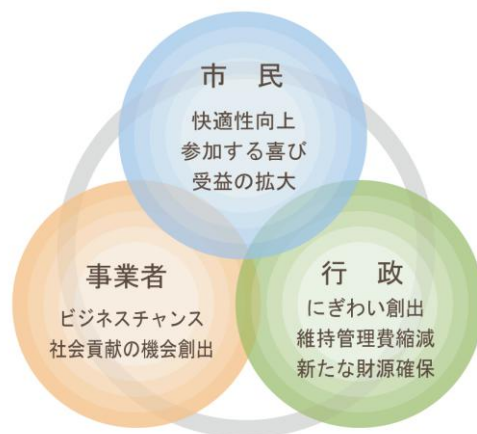 市　民
快適性向上
参加する喜び
受益の拡大
事業者
ビジネスチャンス
社会貢献の機会創出
行　政
にぎわい創出
維持管理費縮減
新たな財源確保